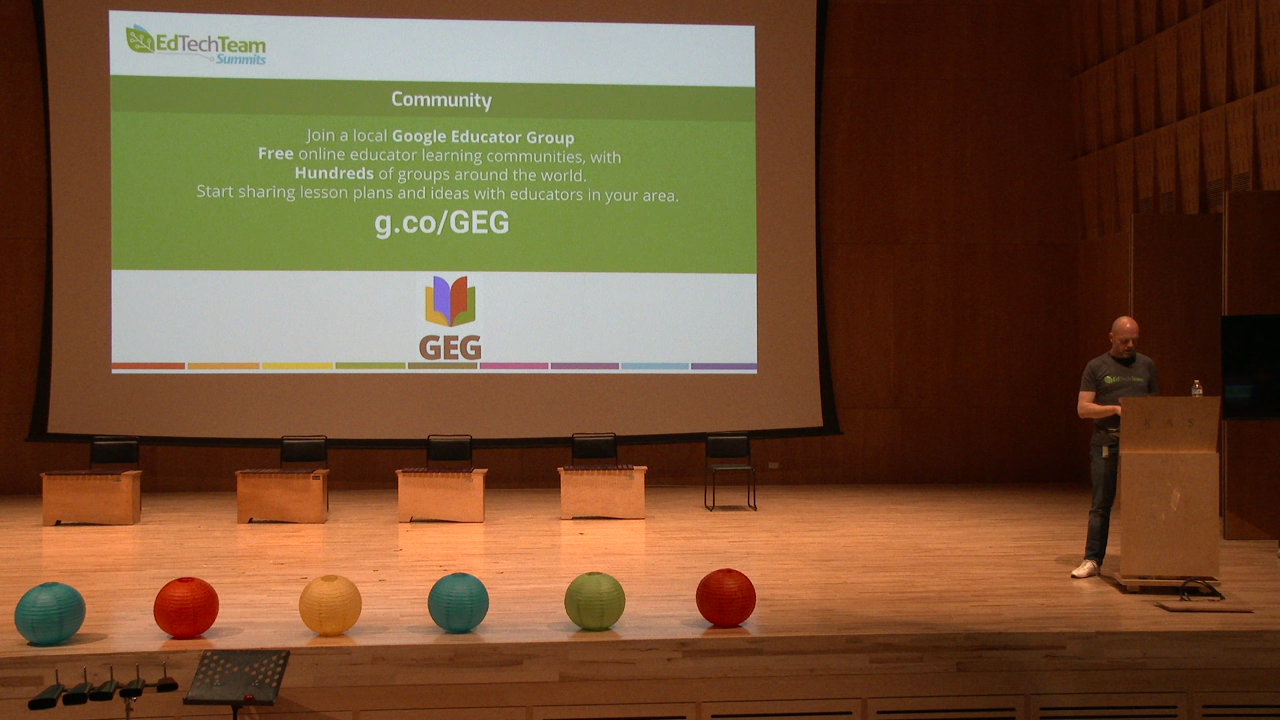 EdTechTeam
Summits
Community
Join a local Google Educator Group
Free online educator learning communities, with
Hundreds of groups around the world.
Start sharing lesson plans and ideas with educators in your area.
g.co/GEG
GEG
EdTechTeam